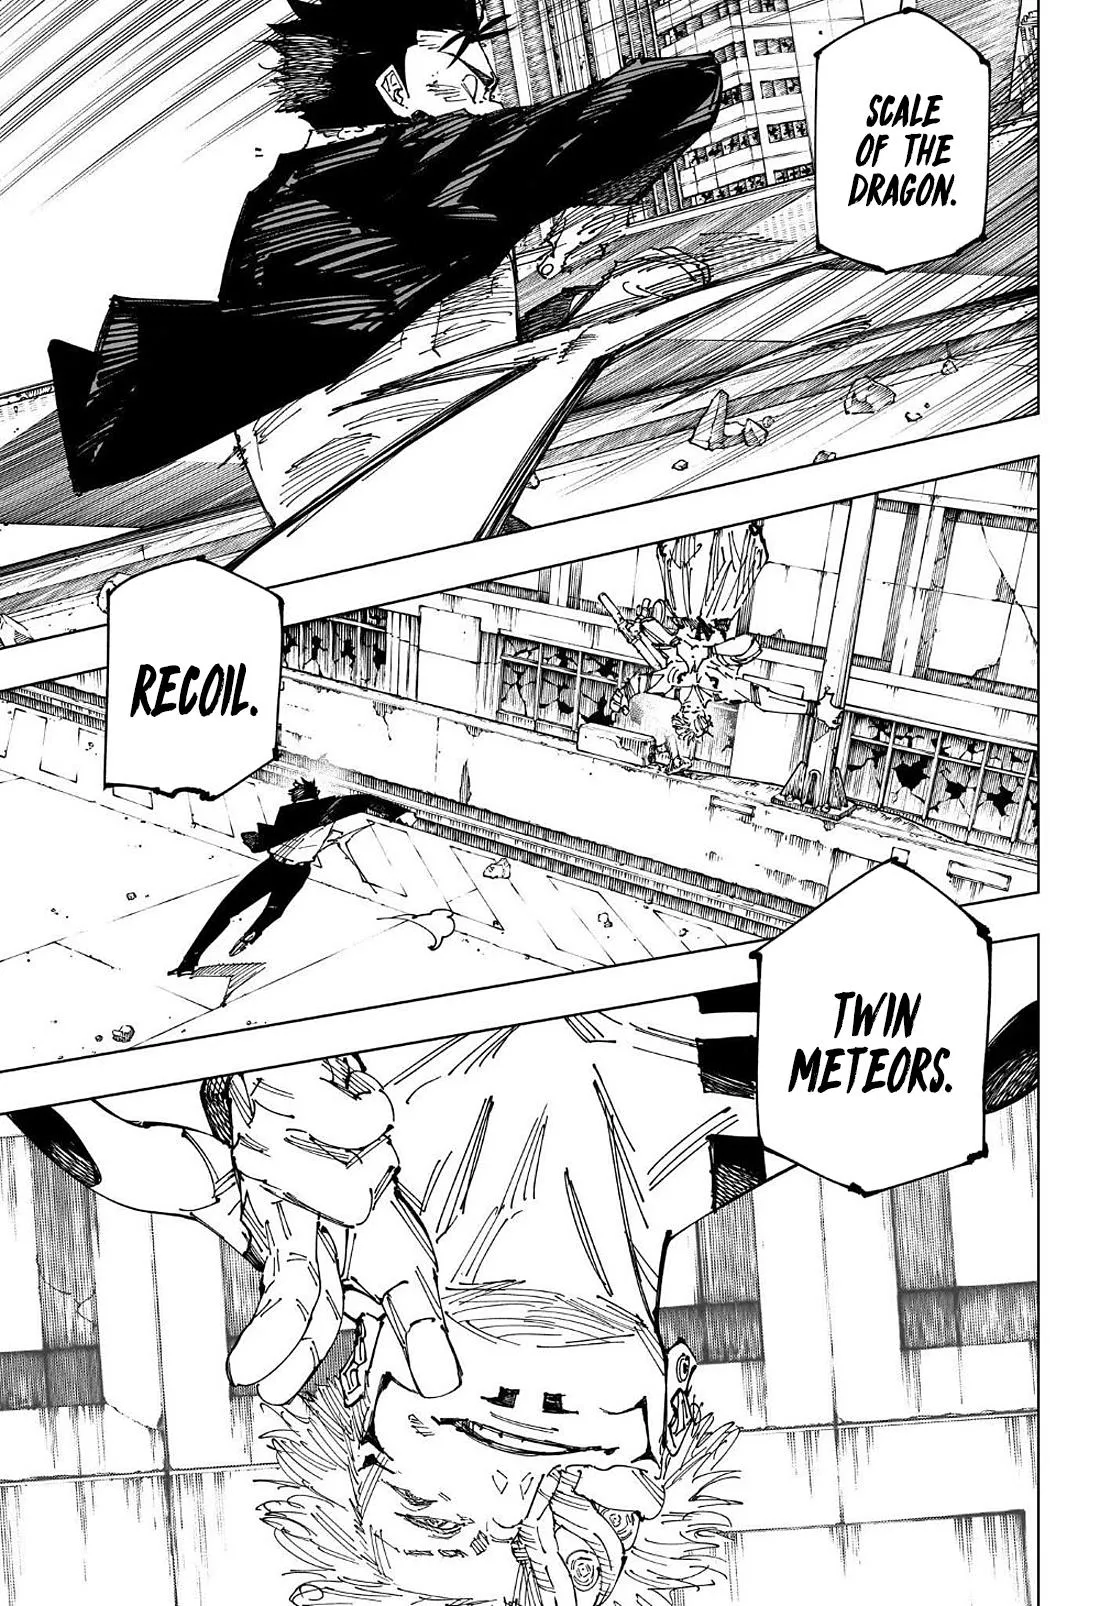 SCALE
OF THE
DRAGON.
RECOIL.
TWIN
METEORS.